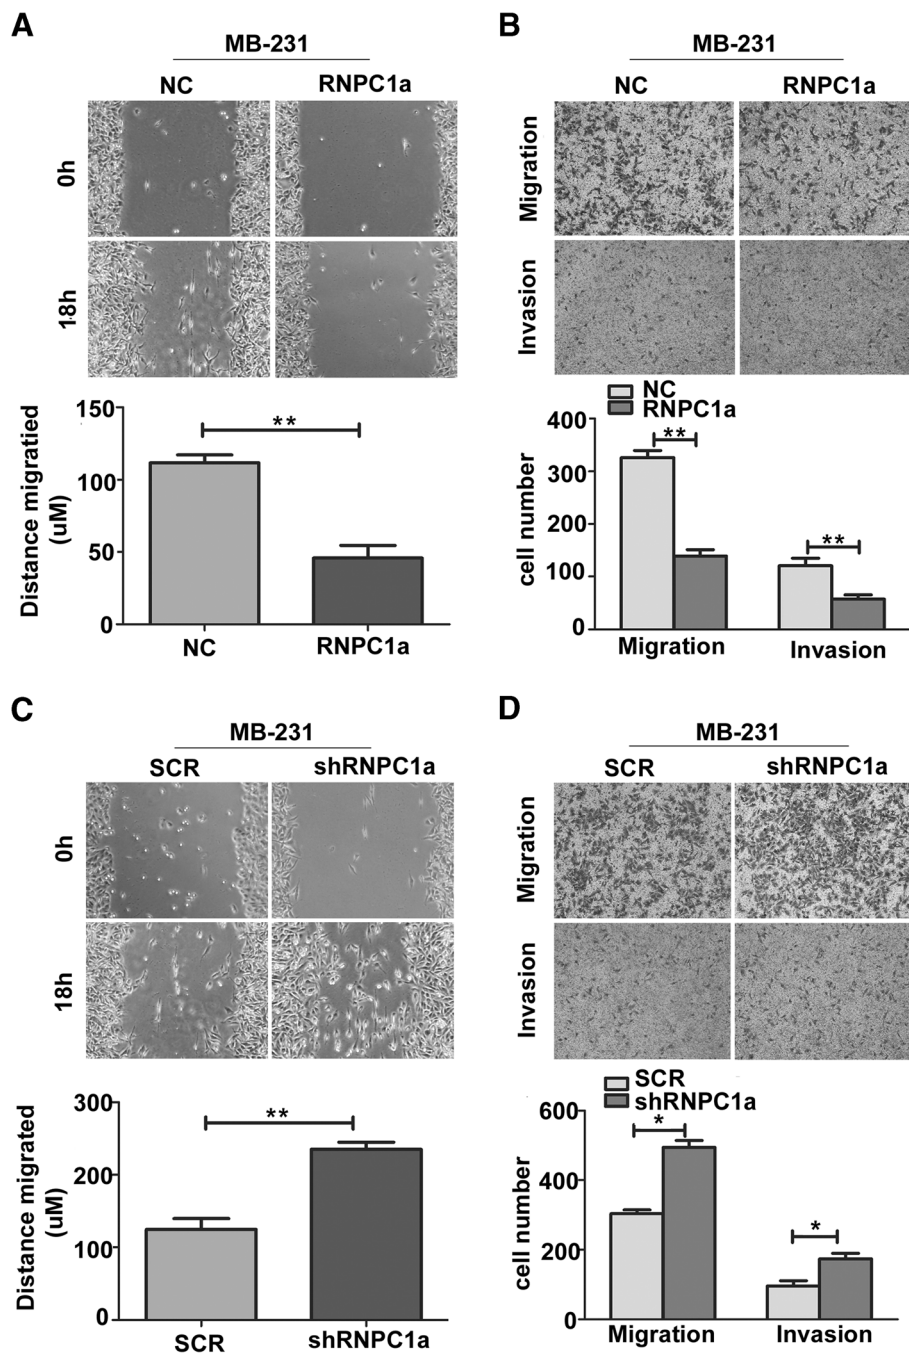 A
MB-231
NC RNPC1a
0h
18h
Distance migratied
(uM)
150
100
50
0
**
NC RNPC1a
B
MB-231
NC RNPC1a
Migration
Invasion
NC
RNPC1a
cell number
400
300
200
100
0
**
**
Migration Invasion
C
MB-231
SCR shRNPC1a
0h
18h
Distance migrated
(uM)
300
200
100
0
**
SCR shRNPC1a
D
MB-231
SCR shRNPC1a
Migration
Invasion
SCR
shRNPC1a
cell number
600
400
200
0
*
*
Migration Invasion